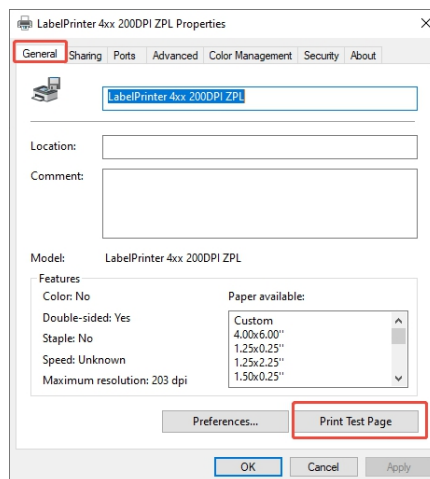 LabelPrinter 4xx 200DPI ZPL Properties
General Sharing Ports Advanced Color Management Security About
LabelPrinter 4xx 200DPI ZPL
Location:
Comment:
Model: LabelPrinter 4xx 200DPI ZPL
Features
Color: No Paper available:
Double-sided: Yes Custom
Staple: No 4.00x6.00"
Speed: Unknown 1.25x0.25"
Maximum resolution: 203 dpi 1.25x2.25"
1.50x0.25"
Preferences... Print Test Page
OK Cancel Apply